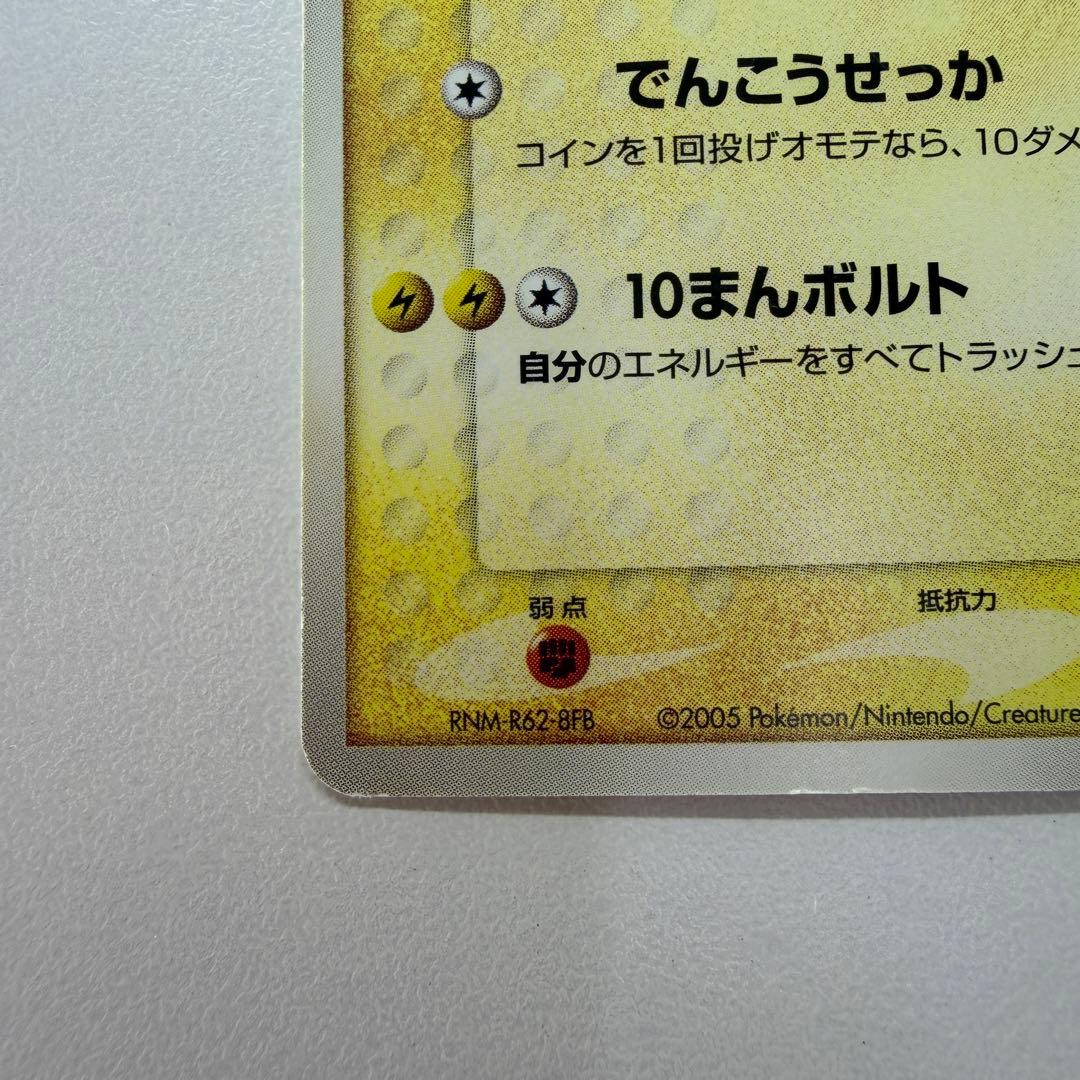 でんこうせっか
コインを1回投げオモテなら、10ダメ
10まんボルト
自分のエネルギーをすべてトラッシュ
弱点
抵抗力
RNM-R62-8FB
©2005 Pokémon/Nintendo/Creature